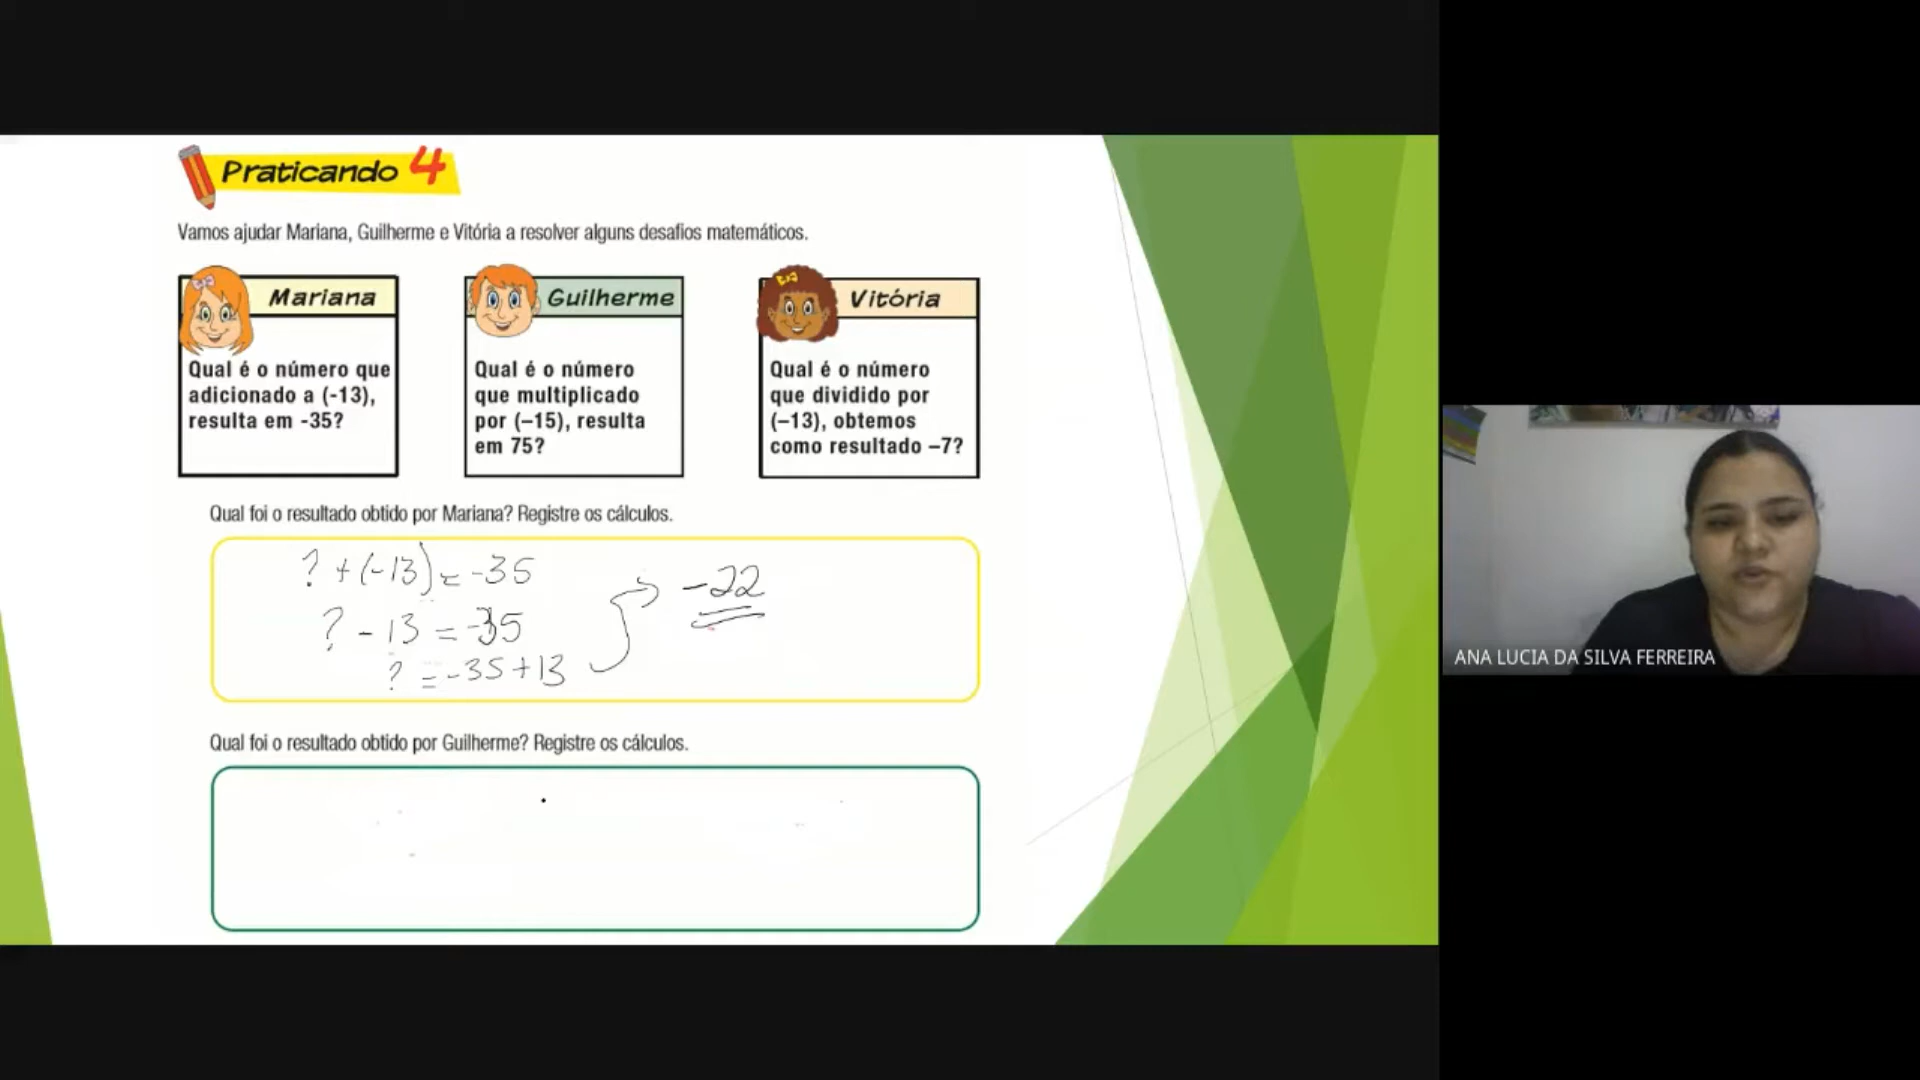 Praticando 4
Vamos ajudar Mariana, Guilherme e Vitória a resolver alguns desafios matemáticos.
Mariana
Qual é o número que
adicionado a (-13),
resulta em -35?
Guilherme
Qual é o número
que multiplicado
por (–15), resulta
em 75?
Vitória
Qual é o número
que dividido por
(–13), obtemos
como resultado –7?
Qual foi o resultado obtido por Mariana? Registre os cálculos.
? + (-13) = -35
? - 13 = -35
? = -35 + 13
-22
Qual foi o resultado obtido por Guilherme? Registre os cálculos.
ANA LUCIA DA SILVA FERREIRA